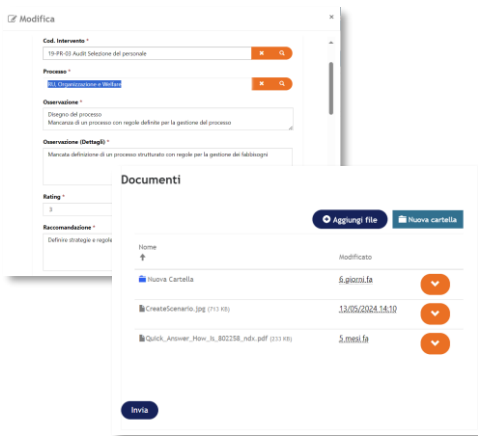 Modifica
×
Cod. Intervento *
19-PR-03 Audit Selezione del personale
Processo *
BU, Organizzazione e Welfare
Osservazione *
Disegno del processo
Mancanza di un processo con regole definite per la gestione del processo
Osservazione (Dettagli) *
Mancata definizione di un processo strutturato con regole per la gestione dei fabbisogni
Rating *
3
Raccomandazione *
Definire strategie e regole
Documenti
Aggiungi file
Nuova cartella
Nome
Modificato
Nuova Cartella
6 giorni fa
CreateScenario.jpg (793 KB)
13/05/2024 14:10
Quick_Answer_How_Is_802258_ndx.pdf (233 KB)
5 mesi fa
Invia